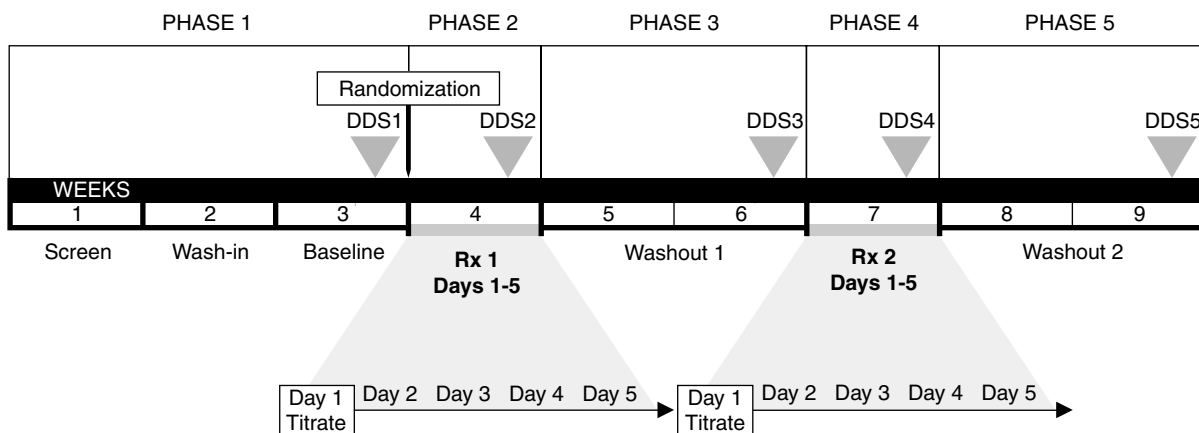 PHASE 1 PHASE 2 PHASE 3 PHASE 4 PHASE 5
Randomization
DDS1 DDS2 DDS3 DDS4 DDS5
WEEKS
1 2 3 4 5 6 7 8 9
Screen Wash-in Baseline Rx 1 Washout 1 Rx 2 Washout 2
Days 1-5 Days 1-5
Day 1 Day 2 Day 3 Day 4 Day 5 Day 1 Day 2 Day 3 Day 4 Day 5
Titrate Titrate